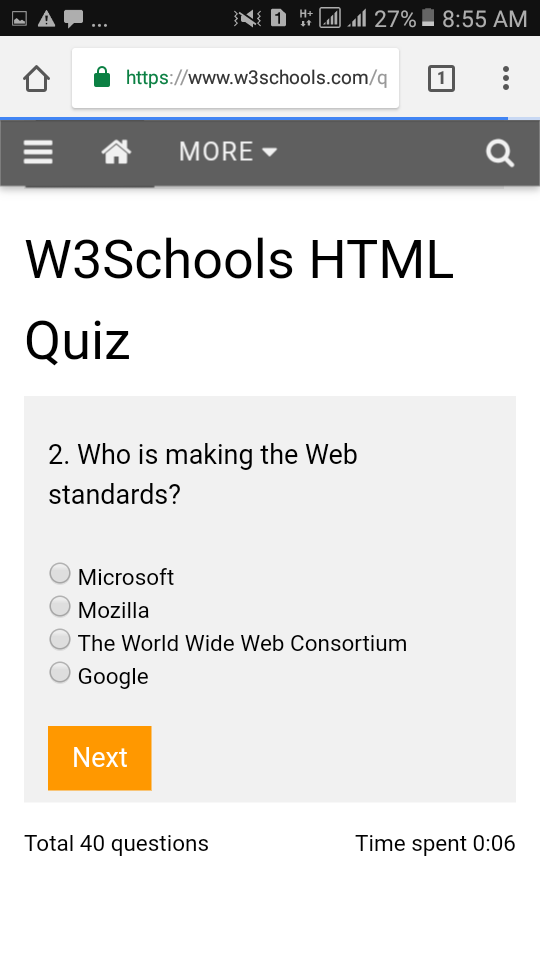 ... 1 H+ 27% 8:55 AM
https://www.w3schools.com/q 1
MORE
W3Schools HTML
Quiz
2. Who is making the Web
standards?
Microsoft
Mozilla
The World Wide Web Consortium
Google
Next
Total 40 questions Time spent 0:06